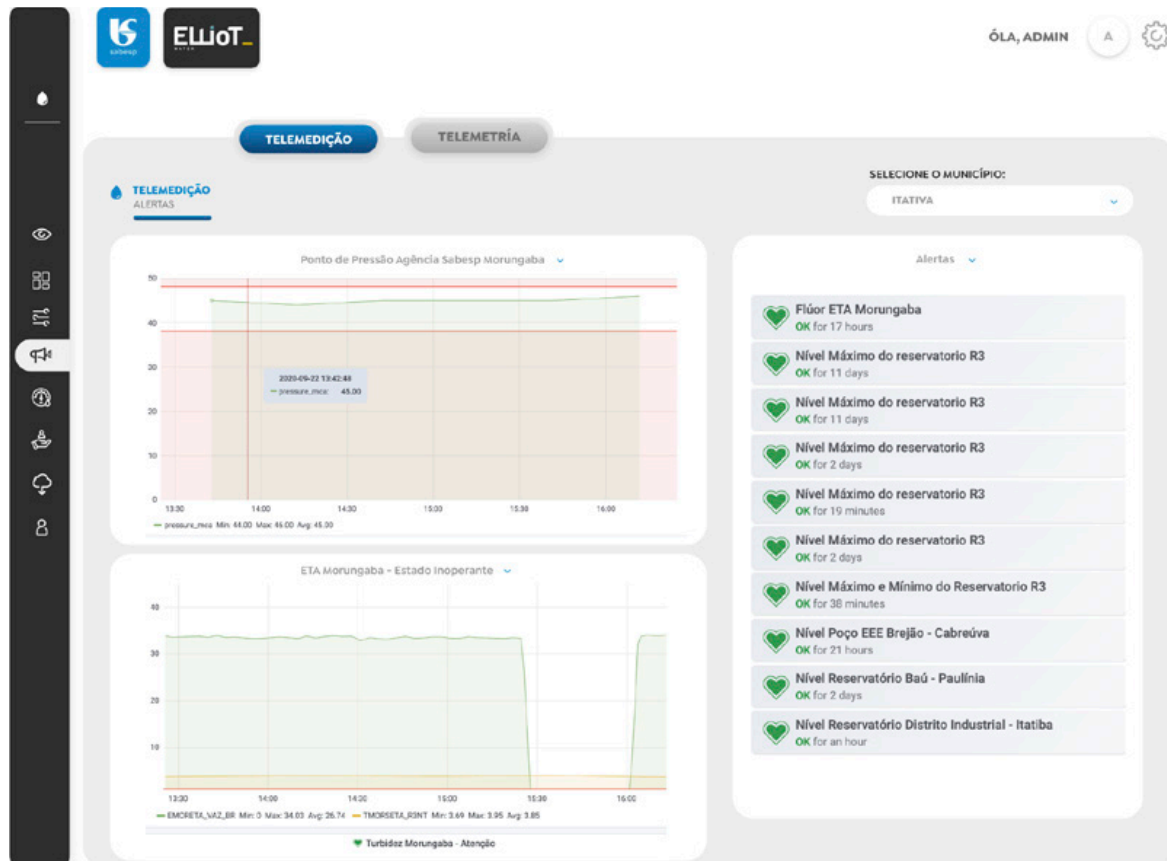 sabesp
ELLIOT_
WATER
ÓLA, ADMIN
A
TELEMEDIÇÃO
TELEMETRÍA
TELEMEDIÇÃO
ALERTAS
SELECIONE O MUNICÍPIO:
ITATIVA
Ponto de Pressão Agência Sabesp Morungaba
50
40
30
20
10
0
2020-09-22 13:42:48
pressure_mca: 45.00
13:30 14:00 14:30 15:00 15:30 16:00
pressure_mca Min: 44.00 Max: 46.00 Avg: 45.00
ETA Morungaba - Estado Inoperante
40
30
20
10
13:30 14:00 14:30 15:00 15:30 16:00
EMORETA_VAZ_BR Min: 0 Max: 34.03 Avg: 26.74 TMORSETA_R3NT Min: 3.69 Max: 3.95 Avg: 3.85
Turbidez Morungaba - Atenção
Alertas
Flúor ETA Morungaba
OK for 17 hours
Nível Máximo do reservatorio R3
OK for 11 days
Nível Máximo do reservatorio R3
OK for 11 days
Nível Máximo do reservatorio R3
OK for 2 days
Nível Máximo do reservatorio R3
OK for 19 minutes
Nível Máximo do reservatorio R3
OK for 2 days
Nível Máximo e Mínimo do Reservatorio R3
OK for 38 minutes
Nível Poço EEE Brejão - Cabreúva
OK for 21 hours
Nível Reservatório Baú - Paulínia
OK for 2 days
Nível Reservatório Distrito Industrial - Itatiba
OK for an hour